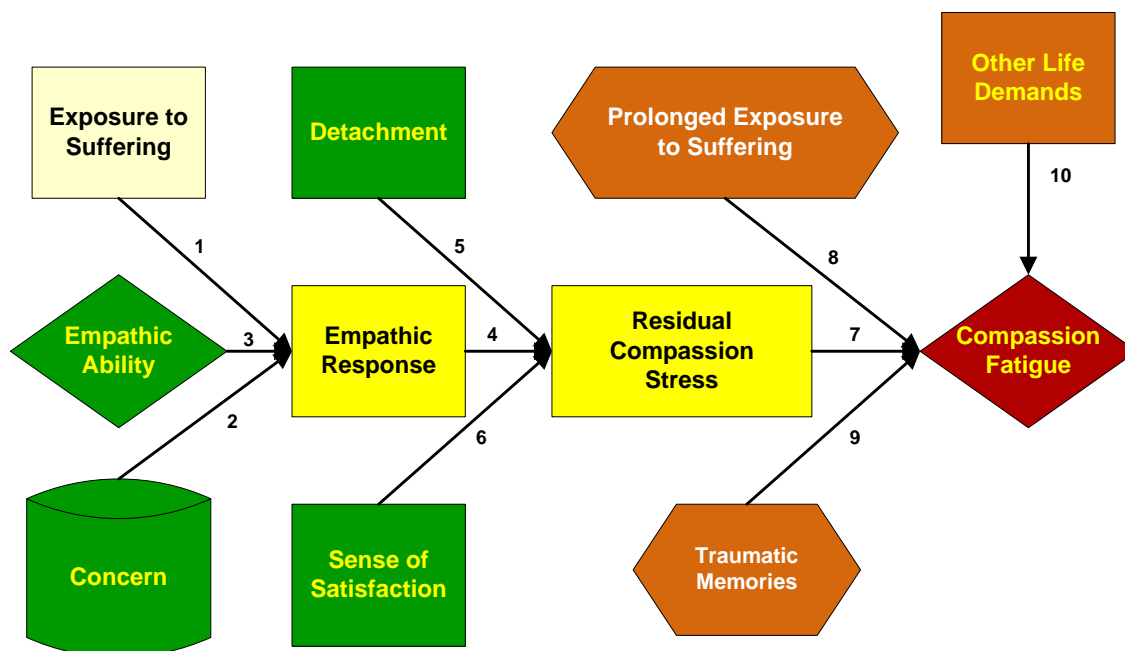 Exposure to
Suffering
Detachment
Prolonged Exposure
to Suffering
Other Life
Demands
10
1
5
8
Empathic
Ability
3
Empathic
Response
4
Residual
Compassion
Stress
7
Compassion
Fatigue
2
6
9
Concern
Sense of
Satisfaction
Traumatic
Memories